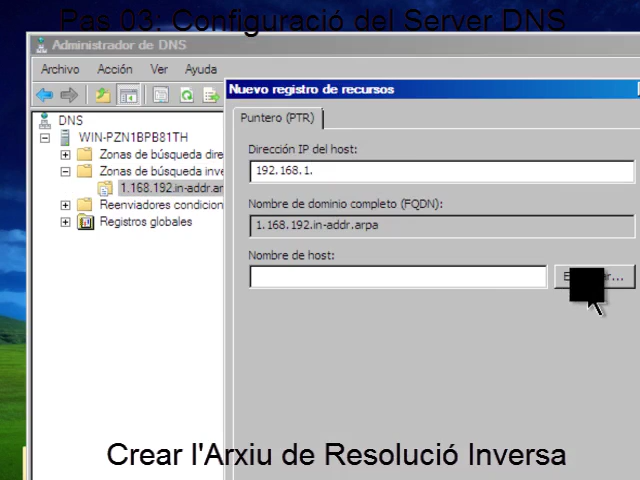 Pas 03: Configuració del Server DNS
Administrador de DNS
Archivo Acción Ver Ayuda
Nuevo registro de recursos
DNS
WIN-PZN1BPB81TH
Zonas de búsqueda dire
Zonas de búsqueda inve
1.168.192.in-addr.ar
Reenviadores condicion
Registros globales
Puntero (PTR)
Dirección IP del host:
192.168.1.
Nombre de dominio completo (FQDN):
1.168.192.in-addr.arpa
Nombre de host:
Crear l'Arxiu de Resolució Inversa